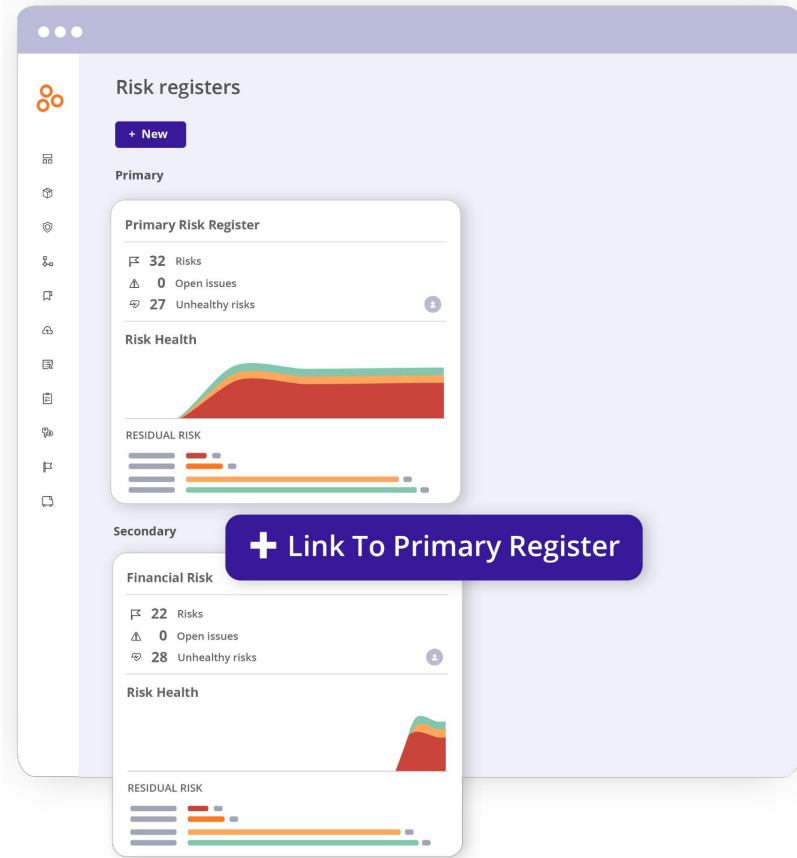 Risk registers
+ New
Primary
Primary Risk Register
32 Risks
0 Open issues
27 Unhealthy risks
Risk Health
RESIDUAL RISK
Secondary
+ Link To Primary Register
Financial Risk
22 Risks
0 Open issues
28 Unhealthy risks
Risk Health
RESIDUAL RISK